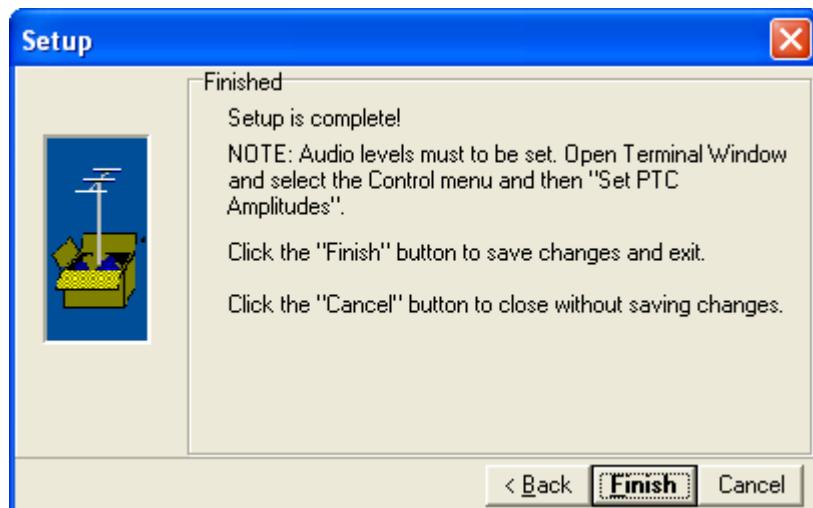 Setup
Finished
Setup is complete!
NOTE: Audio levels must to be set. Open Terminal Window
and select the Control menu and then "Set PTC
Amplitudes".
Click the "Finish" button to save changes and exit.
Click the "Cancel" button to close without saving changes.
< Back Finish Cancel